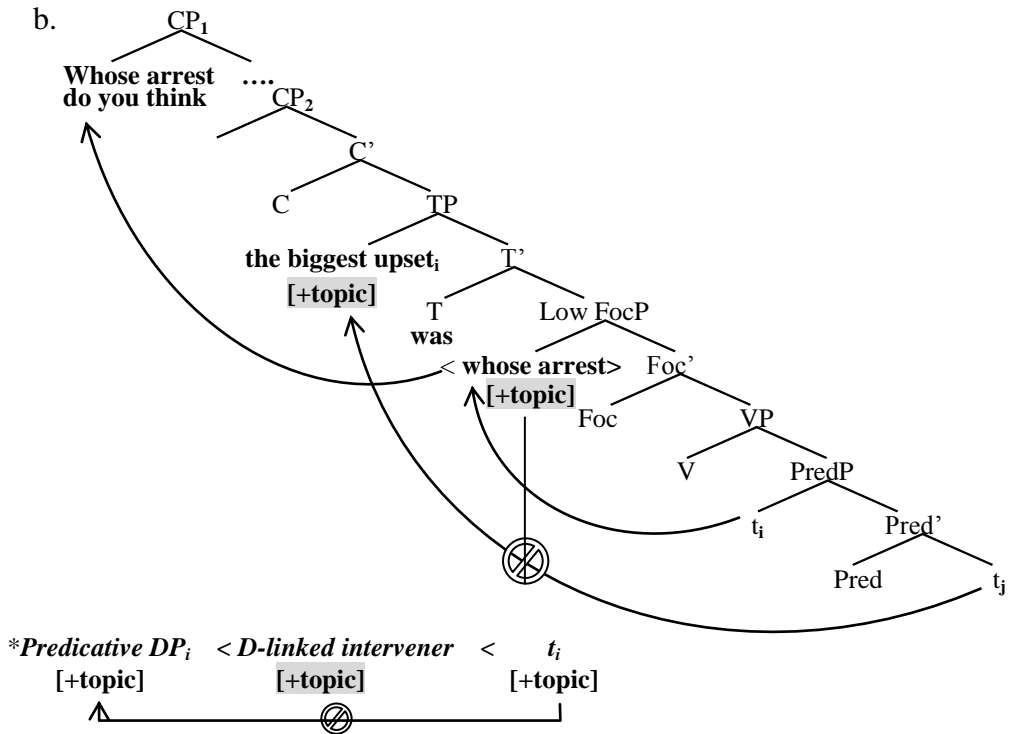 b.
CP₁
Whose arrest ….
do you think CP₂
C’
C TP
the biggest upsetᵢ T’
[+topic] T Low FocP
was
< whose arrest> Foc’
[+topic] Foc VP
V PredP
tᵢ Pred’
Pred tⱼ
*Predicative DPᵢ < D-linked intervener < tᵢ
[+topic] [+topic] [+topic]